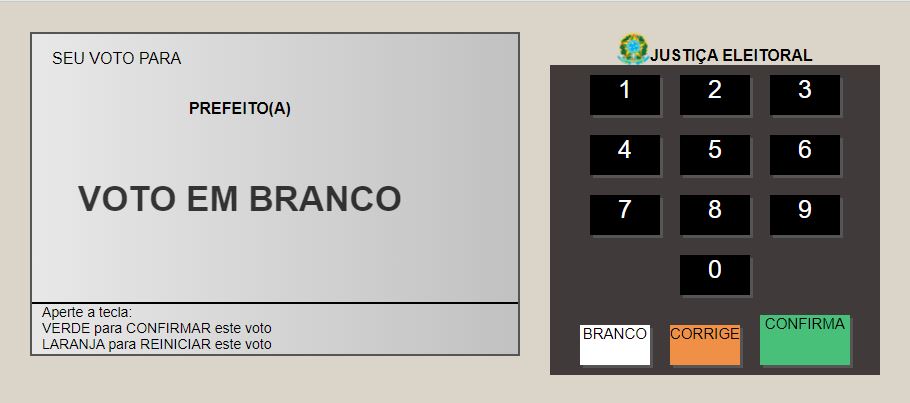 SEU VOTO PARA
PREFEITO(A)
VOTO EM BRANCO
Aperte a tecla:
VERDE para CONFIRMAR este voto
LARANJA para REINICIAR este voto
JUSTIÇA ELEITORAL
1 2 3
4 5 6
7 8 9
0
BRANCO CORRIGE CONFIRMA